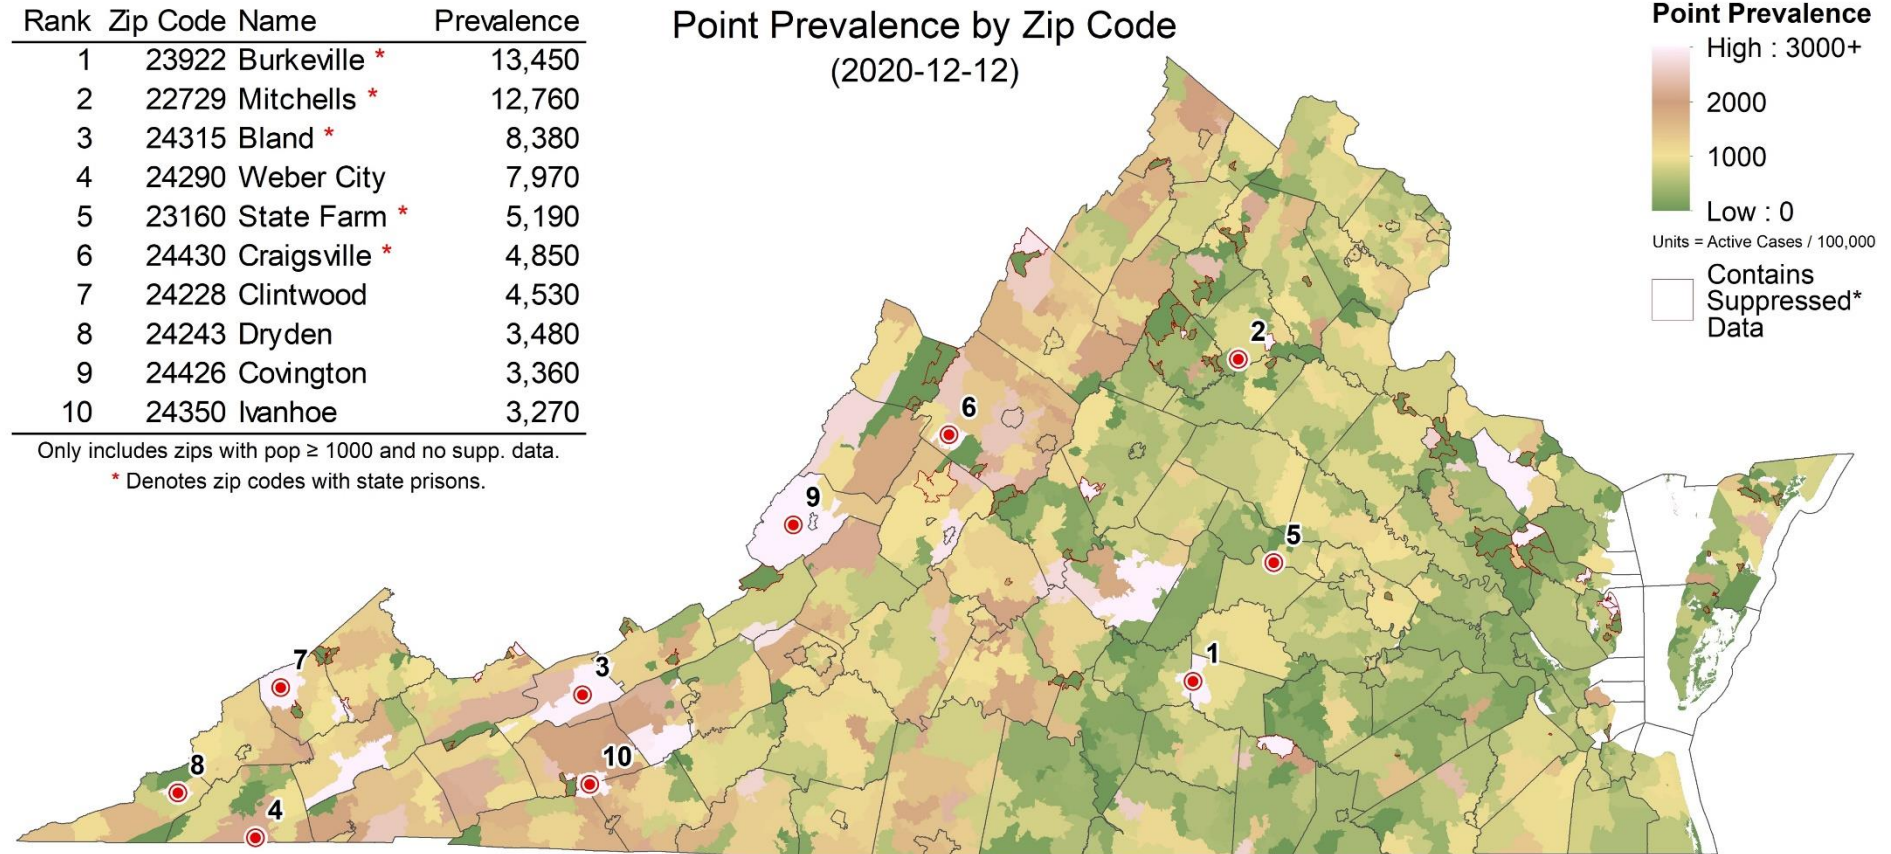 Rank Zip Code Name Prevalence
1 23922 Burkeville * 13,450
2 22729 Mitchells * 12,760
3 24315 Bland * 8,380
4 24290 Weber City 7,970
5 23160 State Farm * 5,190
6 24430 Craigsville * 4,850
7 24228 Clintwood 4,530
8 24243 Dryden 3,480
9 24426 Covington 3,360
10 24350 Ivanhoe 3,270
Only includes zips with pop ≥ 1000 and no supp. data.
* Denotes zip codes with state prisons.
Point Prevalence by Zip Code
(2020-12-12)
Point Prevalence
High : 3000+
2000
1000
Low : 0
Units = Active Cases / 100,000
Contains
Suppressed*
Data
2
6
9
5
7
3
1
10
8
4